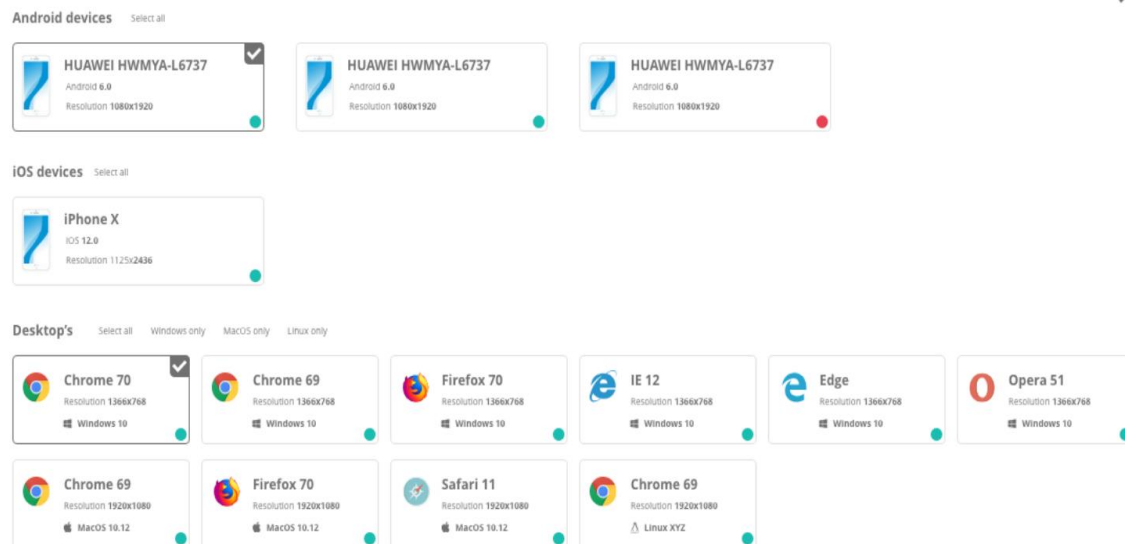 Android devices Select all
HUAWEI HWMYA-L6737
Android 6.0
Resolution 1080x1920
HUAWEI HWMYA-L6737
Android 6.0
Resolution 1080x1920
HUAWEI HWMYA-L6737
Android 6.0
Resolution 1080x1920
iOS devices Select all
iPhone X
IOS 12.0
Resolution 1125x2436
Desktop's Select all Windows only MacOS only Linux only
Chrome 70
Resolution 1366x768
Windows 10
Chrome 69
Resolution 1366x768
Windows 10
Firefox 70
Resolution 1366x768
Windows 10
IE 12
Resolution 1366x768
Windows 10
Edge
Resolution 1366x768
Windows 10
Opera 51
Resolution 1366x768
Windows 10
Chrome 69
Resolution 1920x1080
MacOS 10.12
Firefox 70
Resolution 1920x1080
MacOS 10.12
Safari 11
Resolution 1920x1080
MacOS 10.12
Chrome 69
Resolution 1920x1080
Linux XYZ